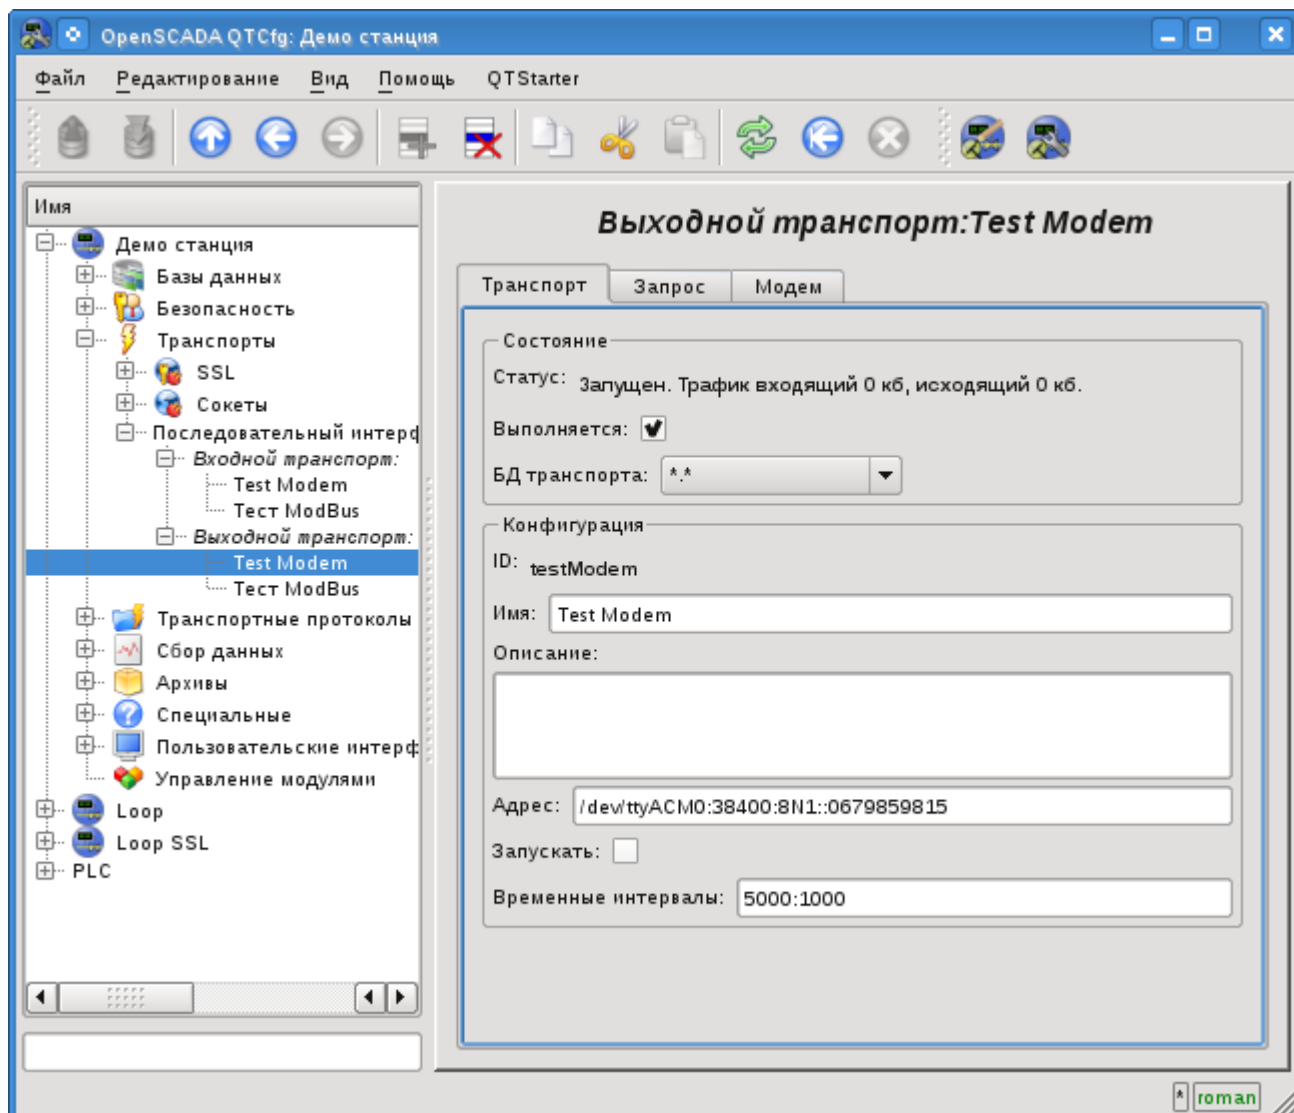 OpenSCADA QTCfg: Демо станция
Файл Редактирование Вид Помощь QTStarter
Имя
Демо станция
Базы данных
Безопасность
Транспорты
SSL
Сокеты
Последовательный интерф
Входной транспорт:
Test Modem
Тест ModBus
Выходной транспорт:
Test Modem
Тест ModBus
Транспортные протоколы
Сбор данных
Архивы
Специальные
Пользовательские интерф
Управление модулями
Loop
Loop SSL
PLC
Выходной транспорт:Test Modem
Транспорт Запрос Модем
Состояние
Статус: Запущен. Трафик входящий 0 кб, исходящий 0 кб.
Выполняется:
БД транспорта: *.*
Конфигурация
ID: testModem
Имя: Test Modem
Описание:
Адрес: /dev/ttyACM0:38400:8N1::0679859815
Запускать:
Временные интервалы: 5000:1000
* roman